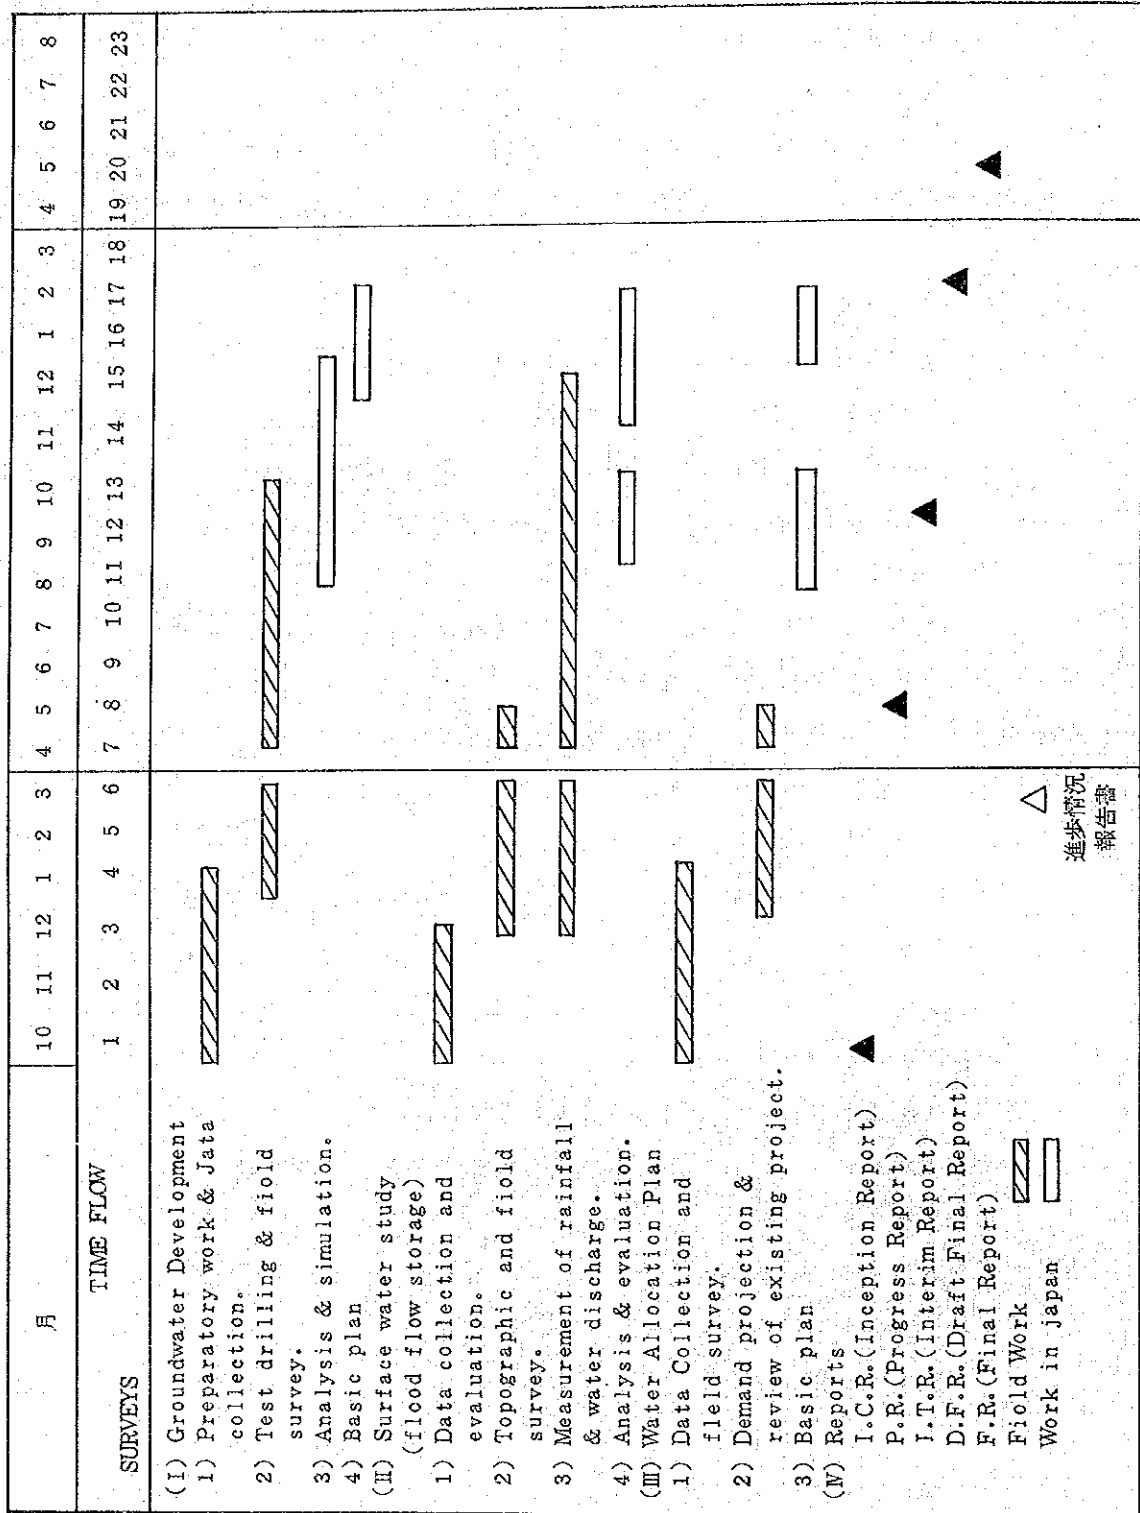 月 10 11 12 1 2 3 4 5 6 7 8 9 10 11 12 1 2 3 4 5 6 7 8
TIME FLOW
SURVEYS 1 2 3 4 5 6 7 8 9 10 11 12 13 14 15 16 17 18 19 20 21 22 23
(I) Groundwater Development
1) Preparatory work & Jata
collection.
2) Test drilling & fiold
survey.
3) Analysis & simulation.
4) Basic plan
(II) Surface water study
(flood flow storage)
1) Data collection and
evaluation.
2) Topographic and fiold
survey.
3) Measurement of rainfall
& water discharge.
4) Analysis & evaluation.
(III) Water Allocation Plan
1) Data Collection and
field survey.
2) Demand projection &
review of existing project.
3) Basic plan
(IV) Reports
I.C.R.(Inception Report)
P.R.(Progress Report)
I.T.R.(Interim Report)
D.F.R.(Draft Final Report)
F.R.(Final Report)
Fiold Work
Work in japan
進歩情況
報告書